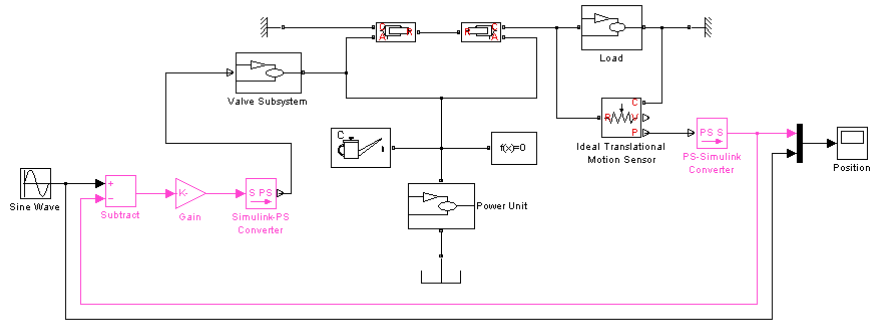 C
R
A
C
R
A
Load
Valve Subsystem
C
R
V
P
Ideal Translational
Motion Sensor
PS S
PS-Simulink
Converter
Position
C
f(x)=0
Sine Wave
+
−
Subtract
K-
Gain
S PS
Simulink-PS
Converter
Power Unit